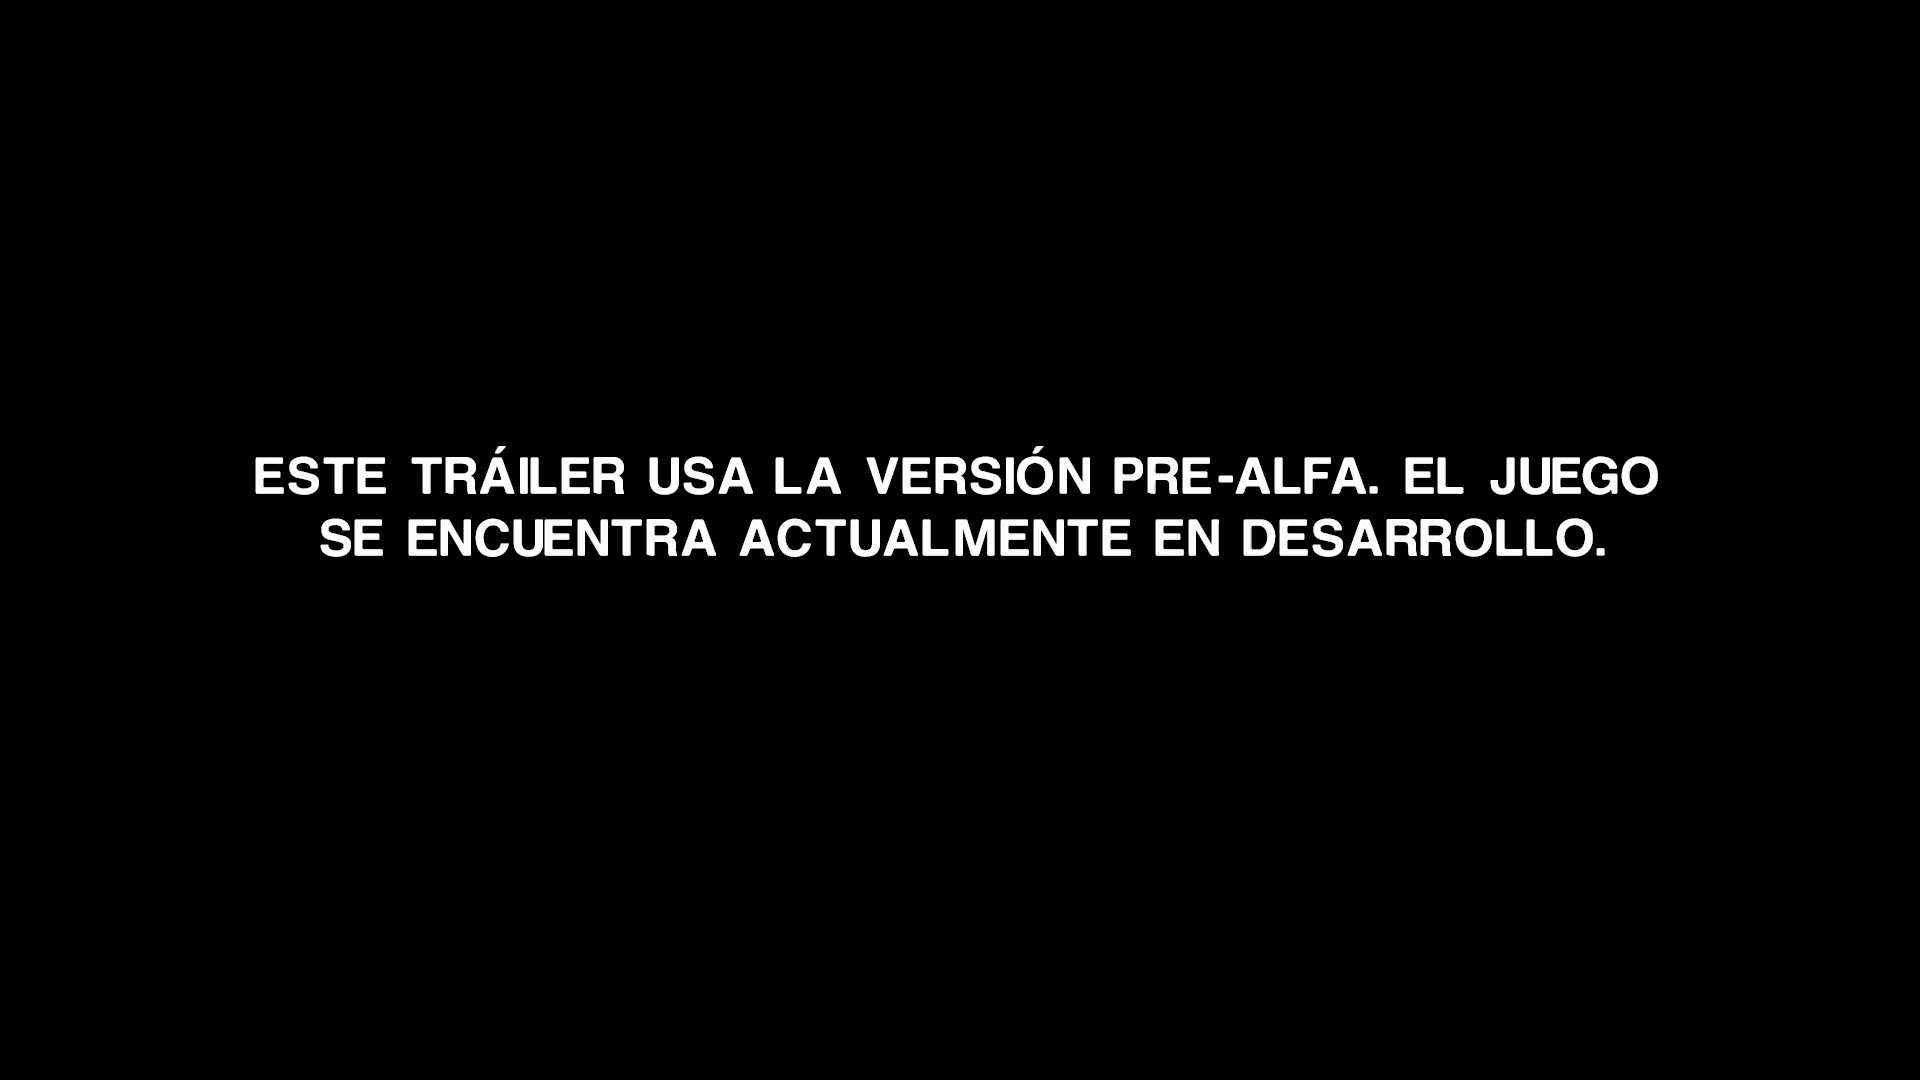 ESTE TRÁILER USA LA VERSIÓN PRE-ALFA. EL JUEGO
SE ENCUENTRA ACTUALMENTE EN DESARROLLO.